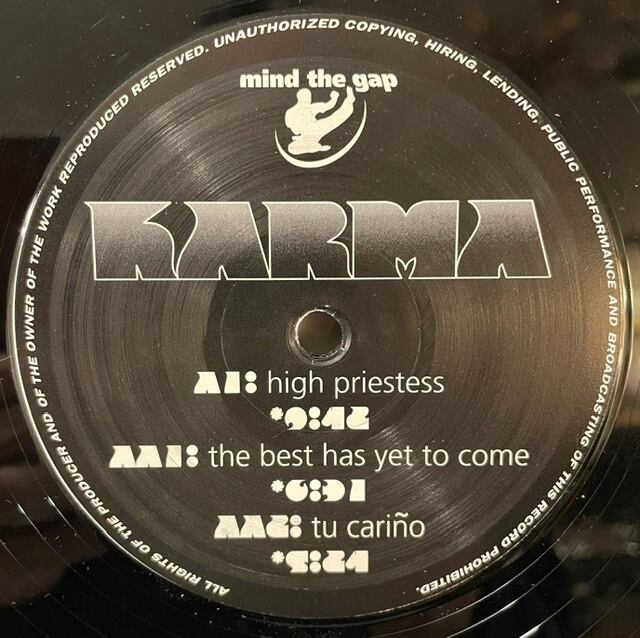 ALL RIGHTS OF THE PRODUCER AND OF THE OWNER OF THE WORK REPRODUCED RESERVED. UNAUTHORIZED COPYING, HIRING, LENDING, PUBLIC PERFORMANCE AND BROADCASTING OF THIS RECORD PROHIBITED.
mind the gap
KARMA
A1: high priestess
*9:42
AA1: the best has yet to come
AA2: tu cariño